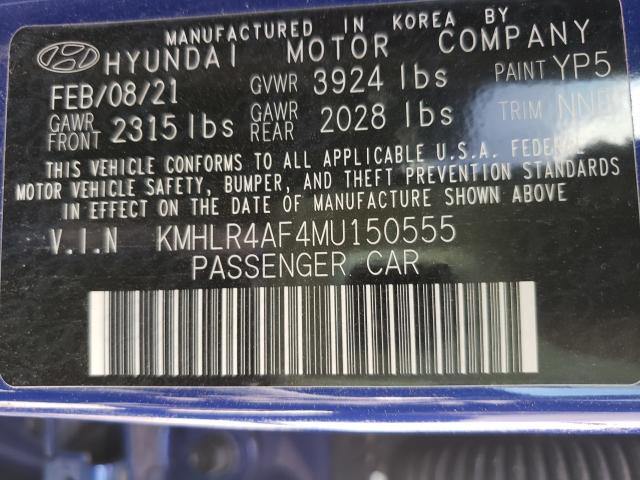 MANUFACTURED IN KOREA BY
HYUNDAI MOTOR COMPANY
FEB/08/21 GVWR 3924 lbs PAINT YP5
GAWR FRONT 2315 lbs GAWR REAR 2028 lbs TRIM NNB
THIS VEHICLE CONFORMS TO ALL APPLICABLE U.S.A. FEDERAL
MOTOR VEHICLE SAFETY, BUMPER, AND THEFT PREVENTION STANDARDS
IN EFFECT ON THE DATE OF MANUFACTURE SHOWN ABOVE
V.I.N KMHLR4AF4MU150555
PASSENGER CAR